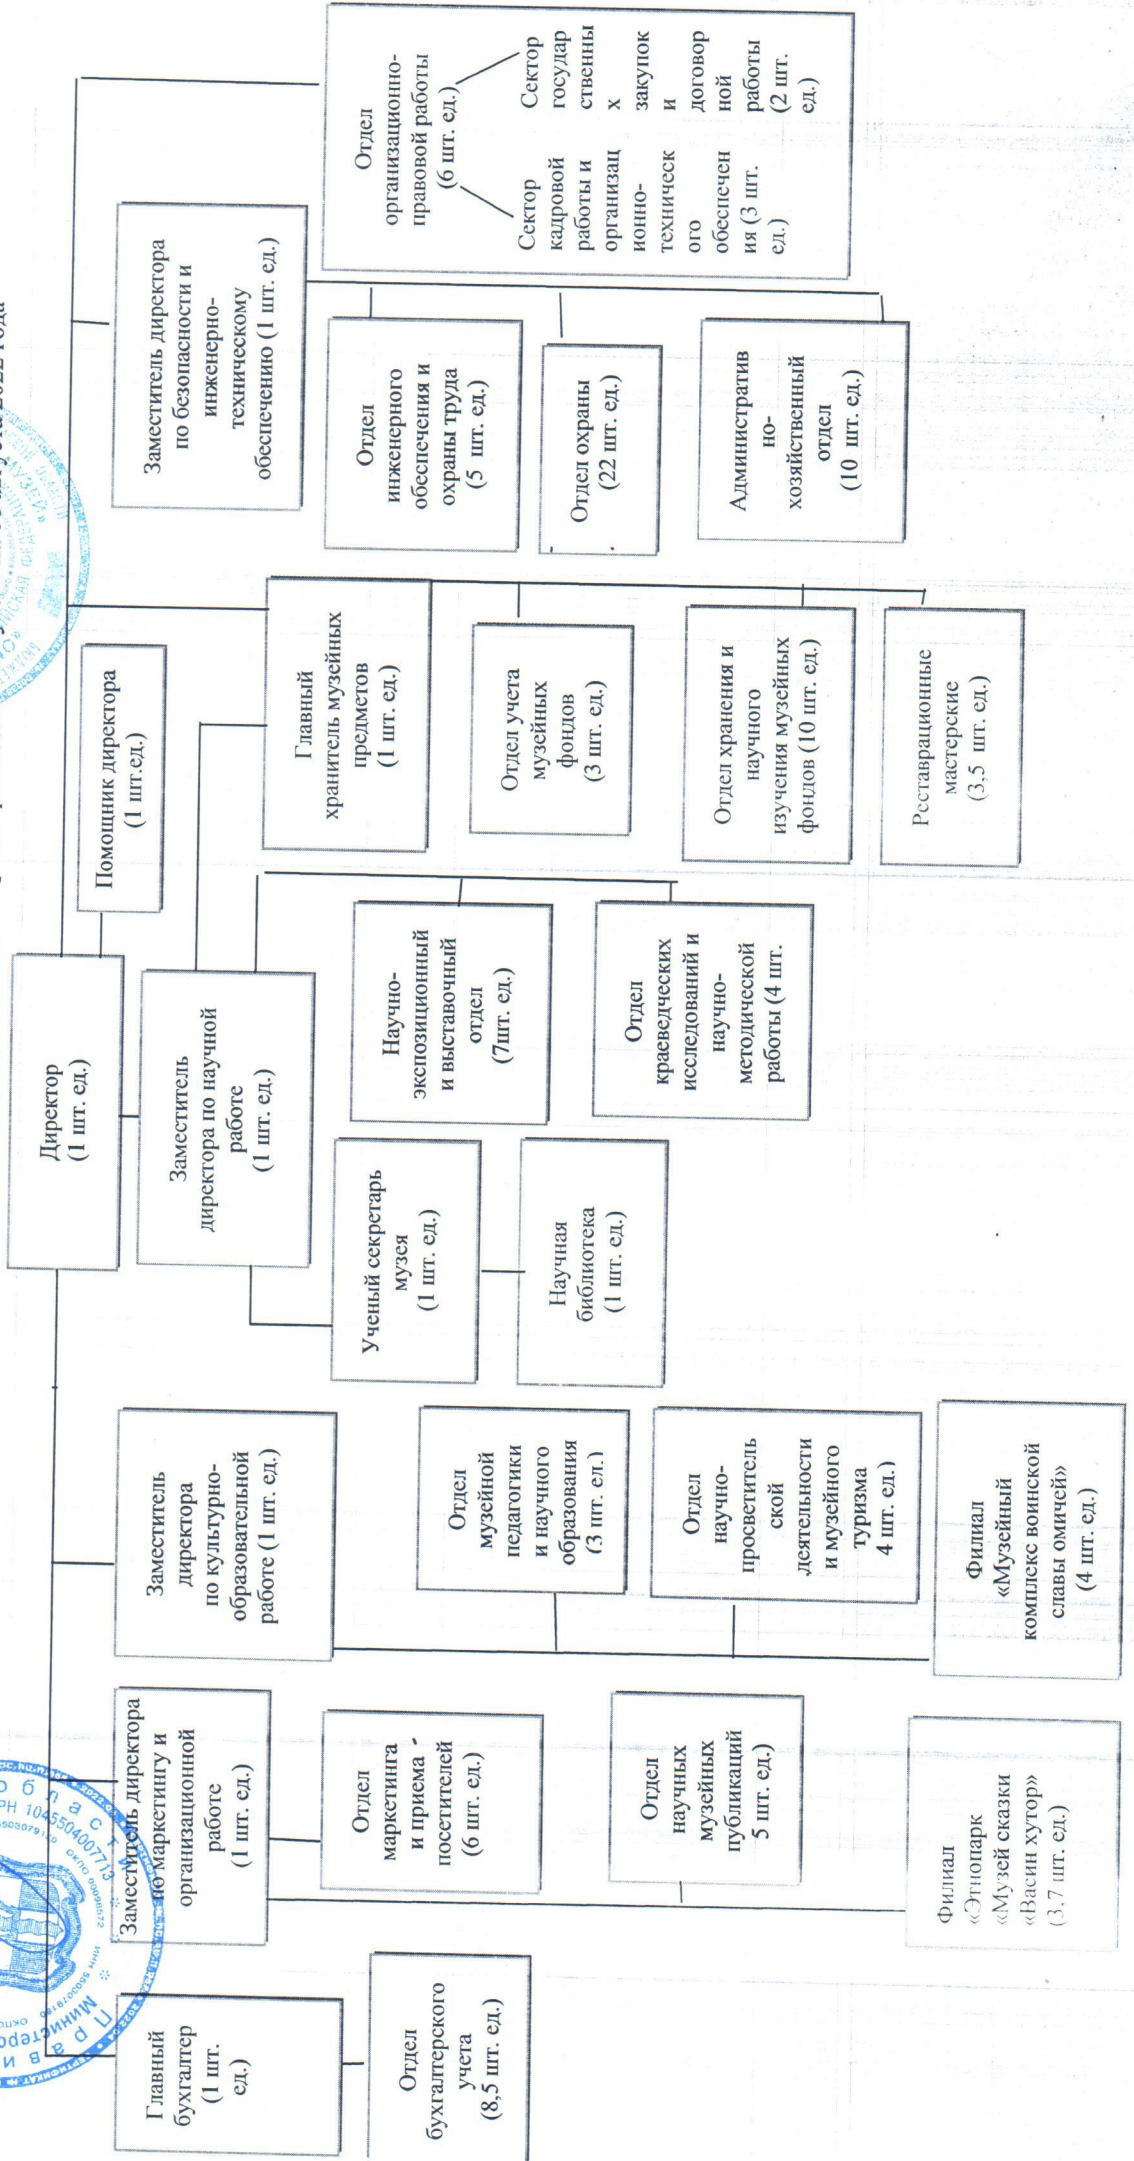 2022 года
Директор
(1 шт. ед.)
Помощник директора
(1 шт.ед.)
Главный
бухгалтер
(1 шт.
ед.)
Отдел
бухгалтерского
учета
(8,5 шт. ед.)
Заместитель директора
по маркетингу и
организационной
работе
(1 шт. ед.)
Отдел
маркетинга
и приема -
посетителей
(6 шт. ед.)
Отдел
научных
музейных
публикаций
5 шт. ед.)
Филиал
«Этнопарк
«Музей сказки
«Васин хутор»
(3,7 шт. ед.)
Заместитель
директора
по культурно-
образовательной
работе (1 шт. ед.)
Отдел
музейной
педагогики
и научного
образования
(3 шт. ел.)
Отдел
научно-
просветитель
ской
деятельности
и музейного
туризма
4 шт. ед.)
Филиал
«Музейный
комплекс воинской
славы омичей»
(4 шт. ед.)
Заместитель
директора по научной
работе
(1 шт. ед.)
Ученый секретарь
музея
(1 шт. ед.)
Научная
библиотека
(1 шт. ед.)
Научно-
экспозиционный
и выставочный
отдел
(7шт. ед.)
Отдел
краеведческих
исследований и
научно-
методической
работы (4 шт.
Главный
хранитель музейных
предметов
(1 шт. ед.)
Отдел учета
музейных
фондов
(3 шт. ед.)
Отдел хранения и
научного
изучения музейных
фондов (10 шт. ед.)
Реставрационные
мастерские
(3,5 шт. ед.)
Заместитель директора
по безопасности и
инженерно-
техническому
обеспечению (1 шт. ед.)
Отдел
инженерного
обеспечения и
охраны труда
(5 шт. ед.)
Отдел охраны
(22 шт. ед.)
Административ
но-
хозяйственный
отдел
(10 шт. ед.)
Отдел
организационно-
правовой работы
(6 шт. ед.)
Сектор
кадровой
работы и
организац
ионно-
техническ
ого
обеспечен
ия (3 шт.
ед.)
Сектор
государ
ственны
х
закупок
и
договор
ной
работы
(2 шт.
ед.)